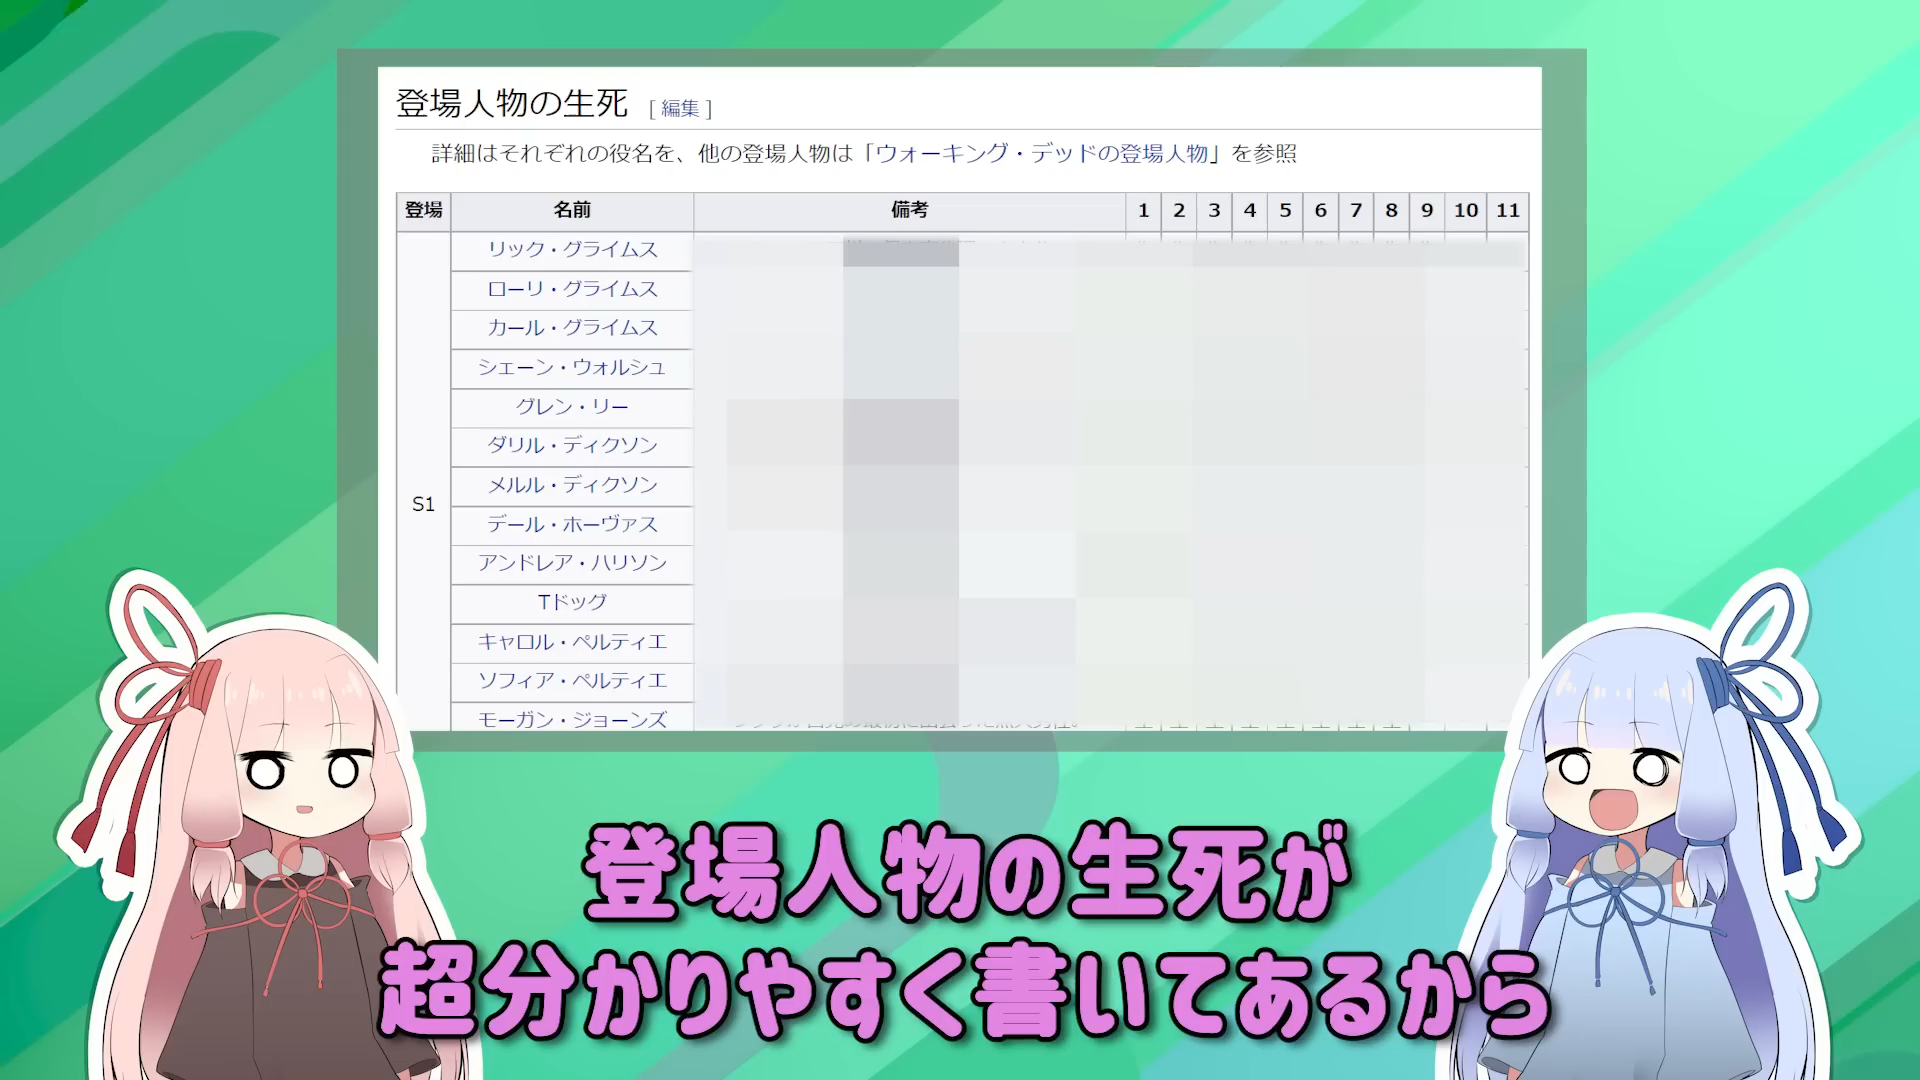 登場人物の生死 [ 編集 ]
詳細はそれぞれの役名を、他の登場人物は「ウォーキング・デッドの登場人物」を参照
登場 名前 備考 1 2 3 4 5 6 7 8 9 10 11
リック・グライムス
ローリ・グライムス
カール・グライムス
シェーン・ウォルシュ
グレン・リー
ダリル・ディクソン
メルル・ディクソン
S1
デール・ホーヴァス
アンドレア・ハリソン
Tドッグ
キャロル・ペルティエ
ソフィア・ペルティエ
モーガン・ジョーンズ
登場人物の生死が
超分かりやすく書いてあるから